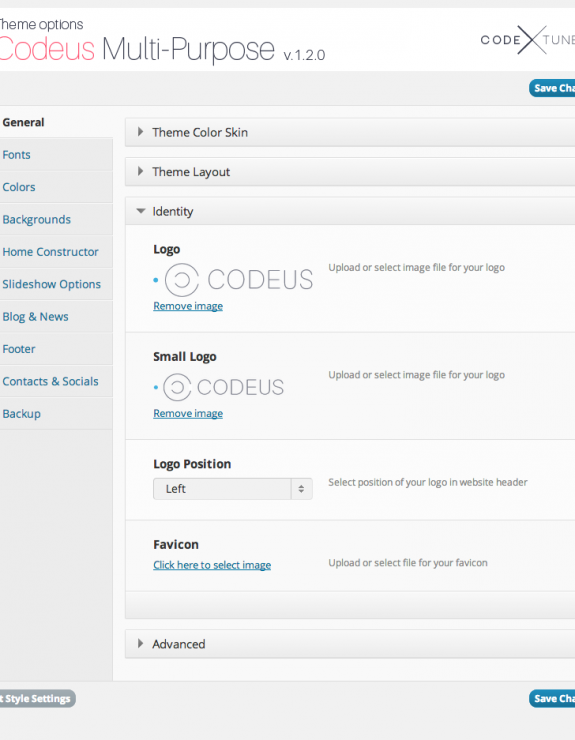 Theme options
Codeus Multi-Purpose v.1.2.0
CODE X TUNE
Save Cha
General
Fonts
Colors
Backgrounds
Home Constructor
Slideshow Options
Blog & News
Footer
Contacts & Socials
Backup
Theme Color Skin
Theme Layout
Identity
Logo
CODEUS
Upload or select image file for your logo
Remove image
Small Logo
CODEUS
Upload or select image file for your logo
Remove image
Logo Position
Left
Select position of your logo in website header
Favicon
Click here to select image
Upload or select file for your favicon
Advanced
t Style Settings
Save Cha